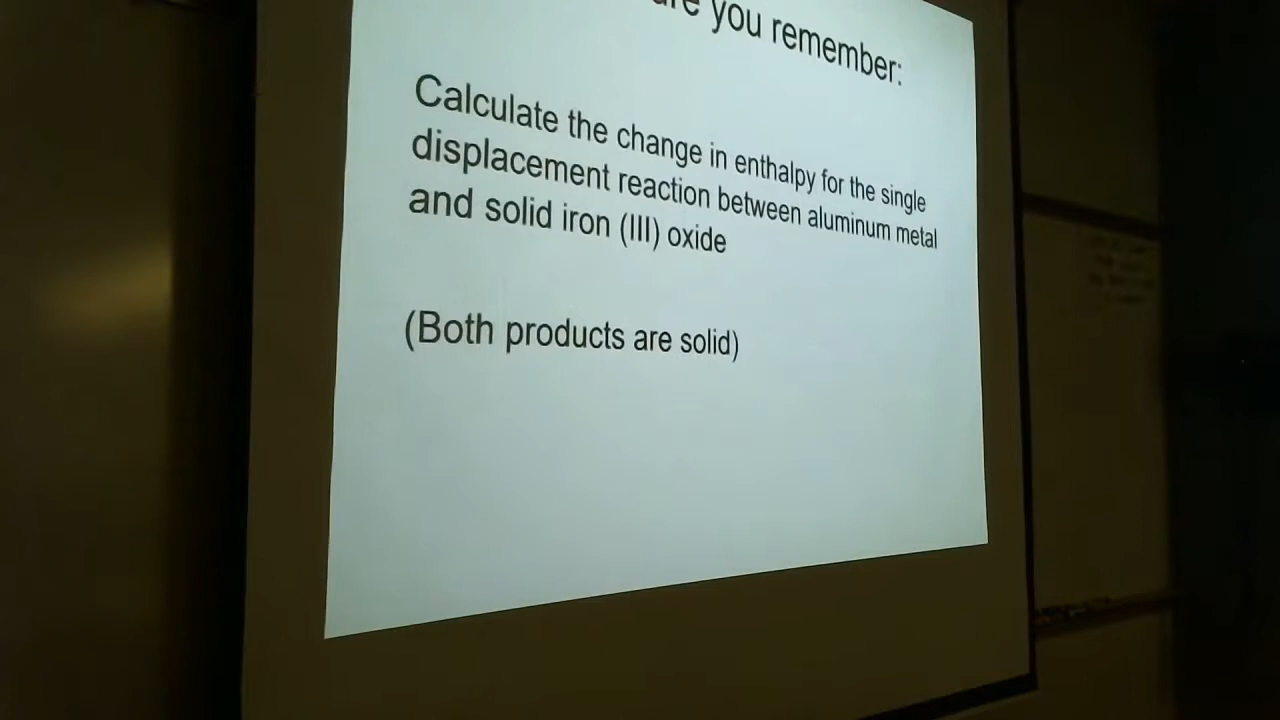 you remember:
Calculate the change in enthalpy for the single
displacement reaction between aluminum metal
and solid iron (III) oxide
(Both products are solid)